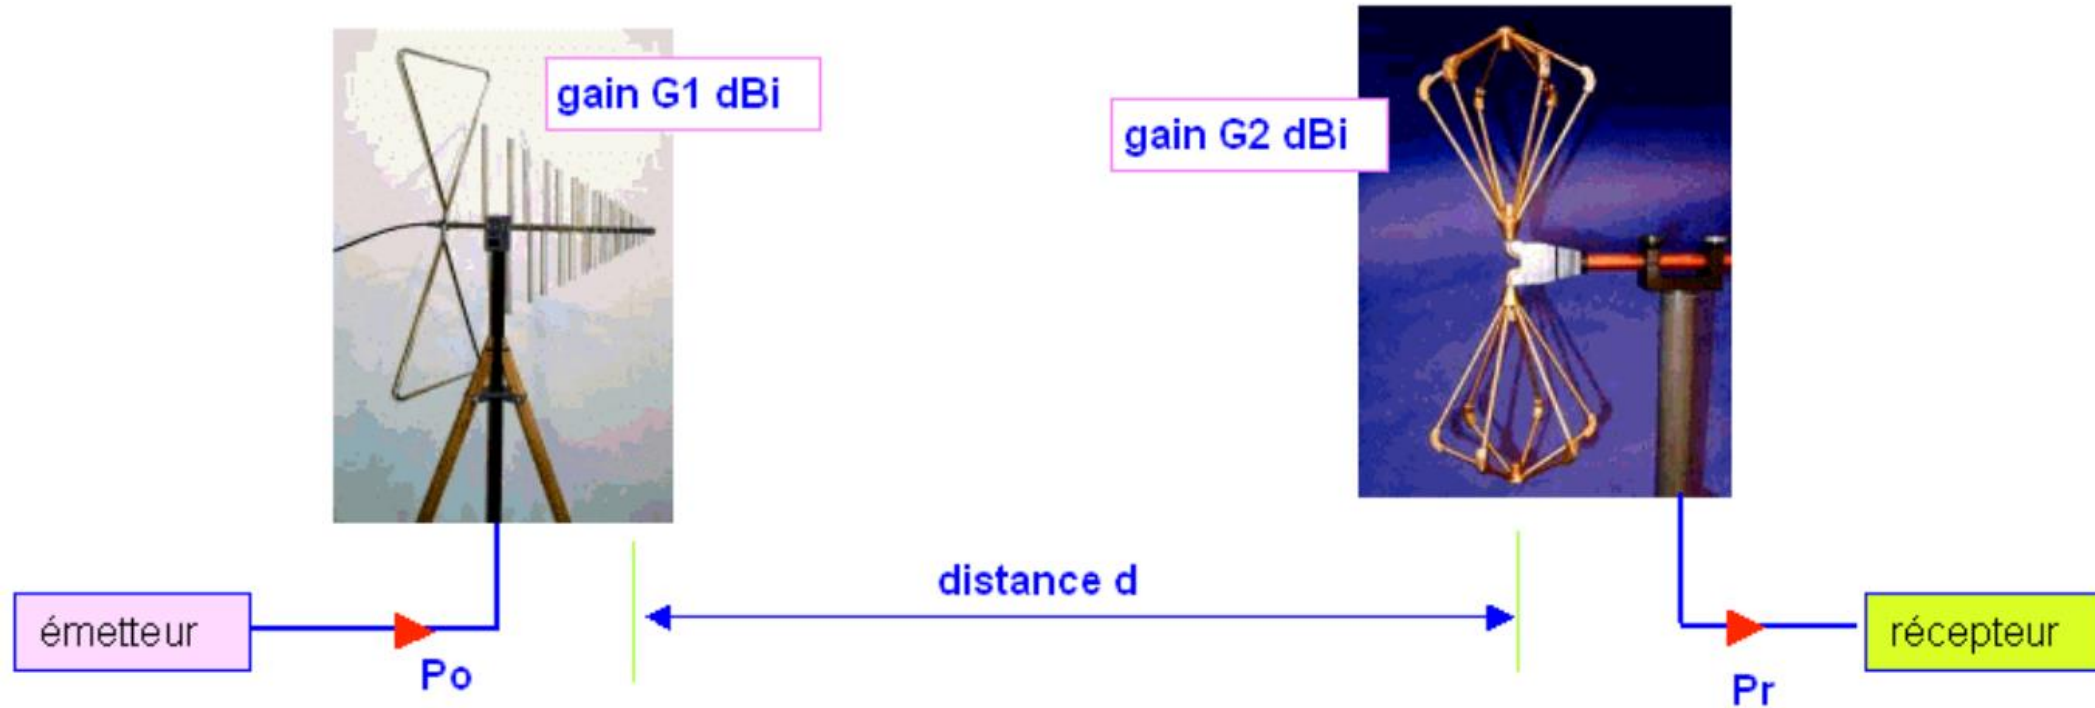 gain G1 dBi
gain G2 dBi
distance d
émetteur
Po
récepteur
Pr